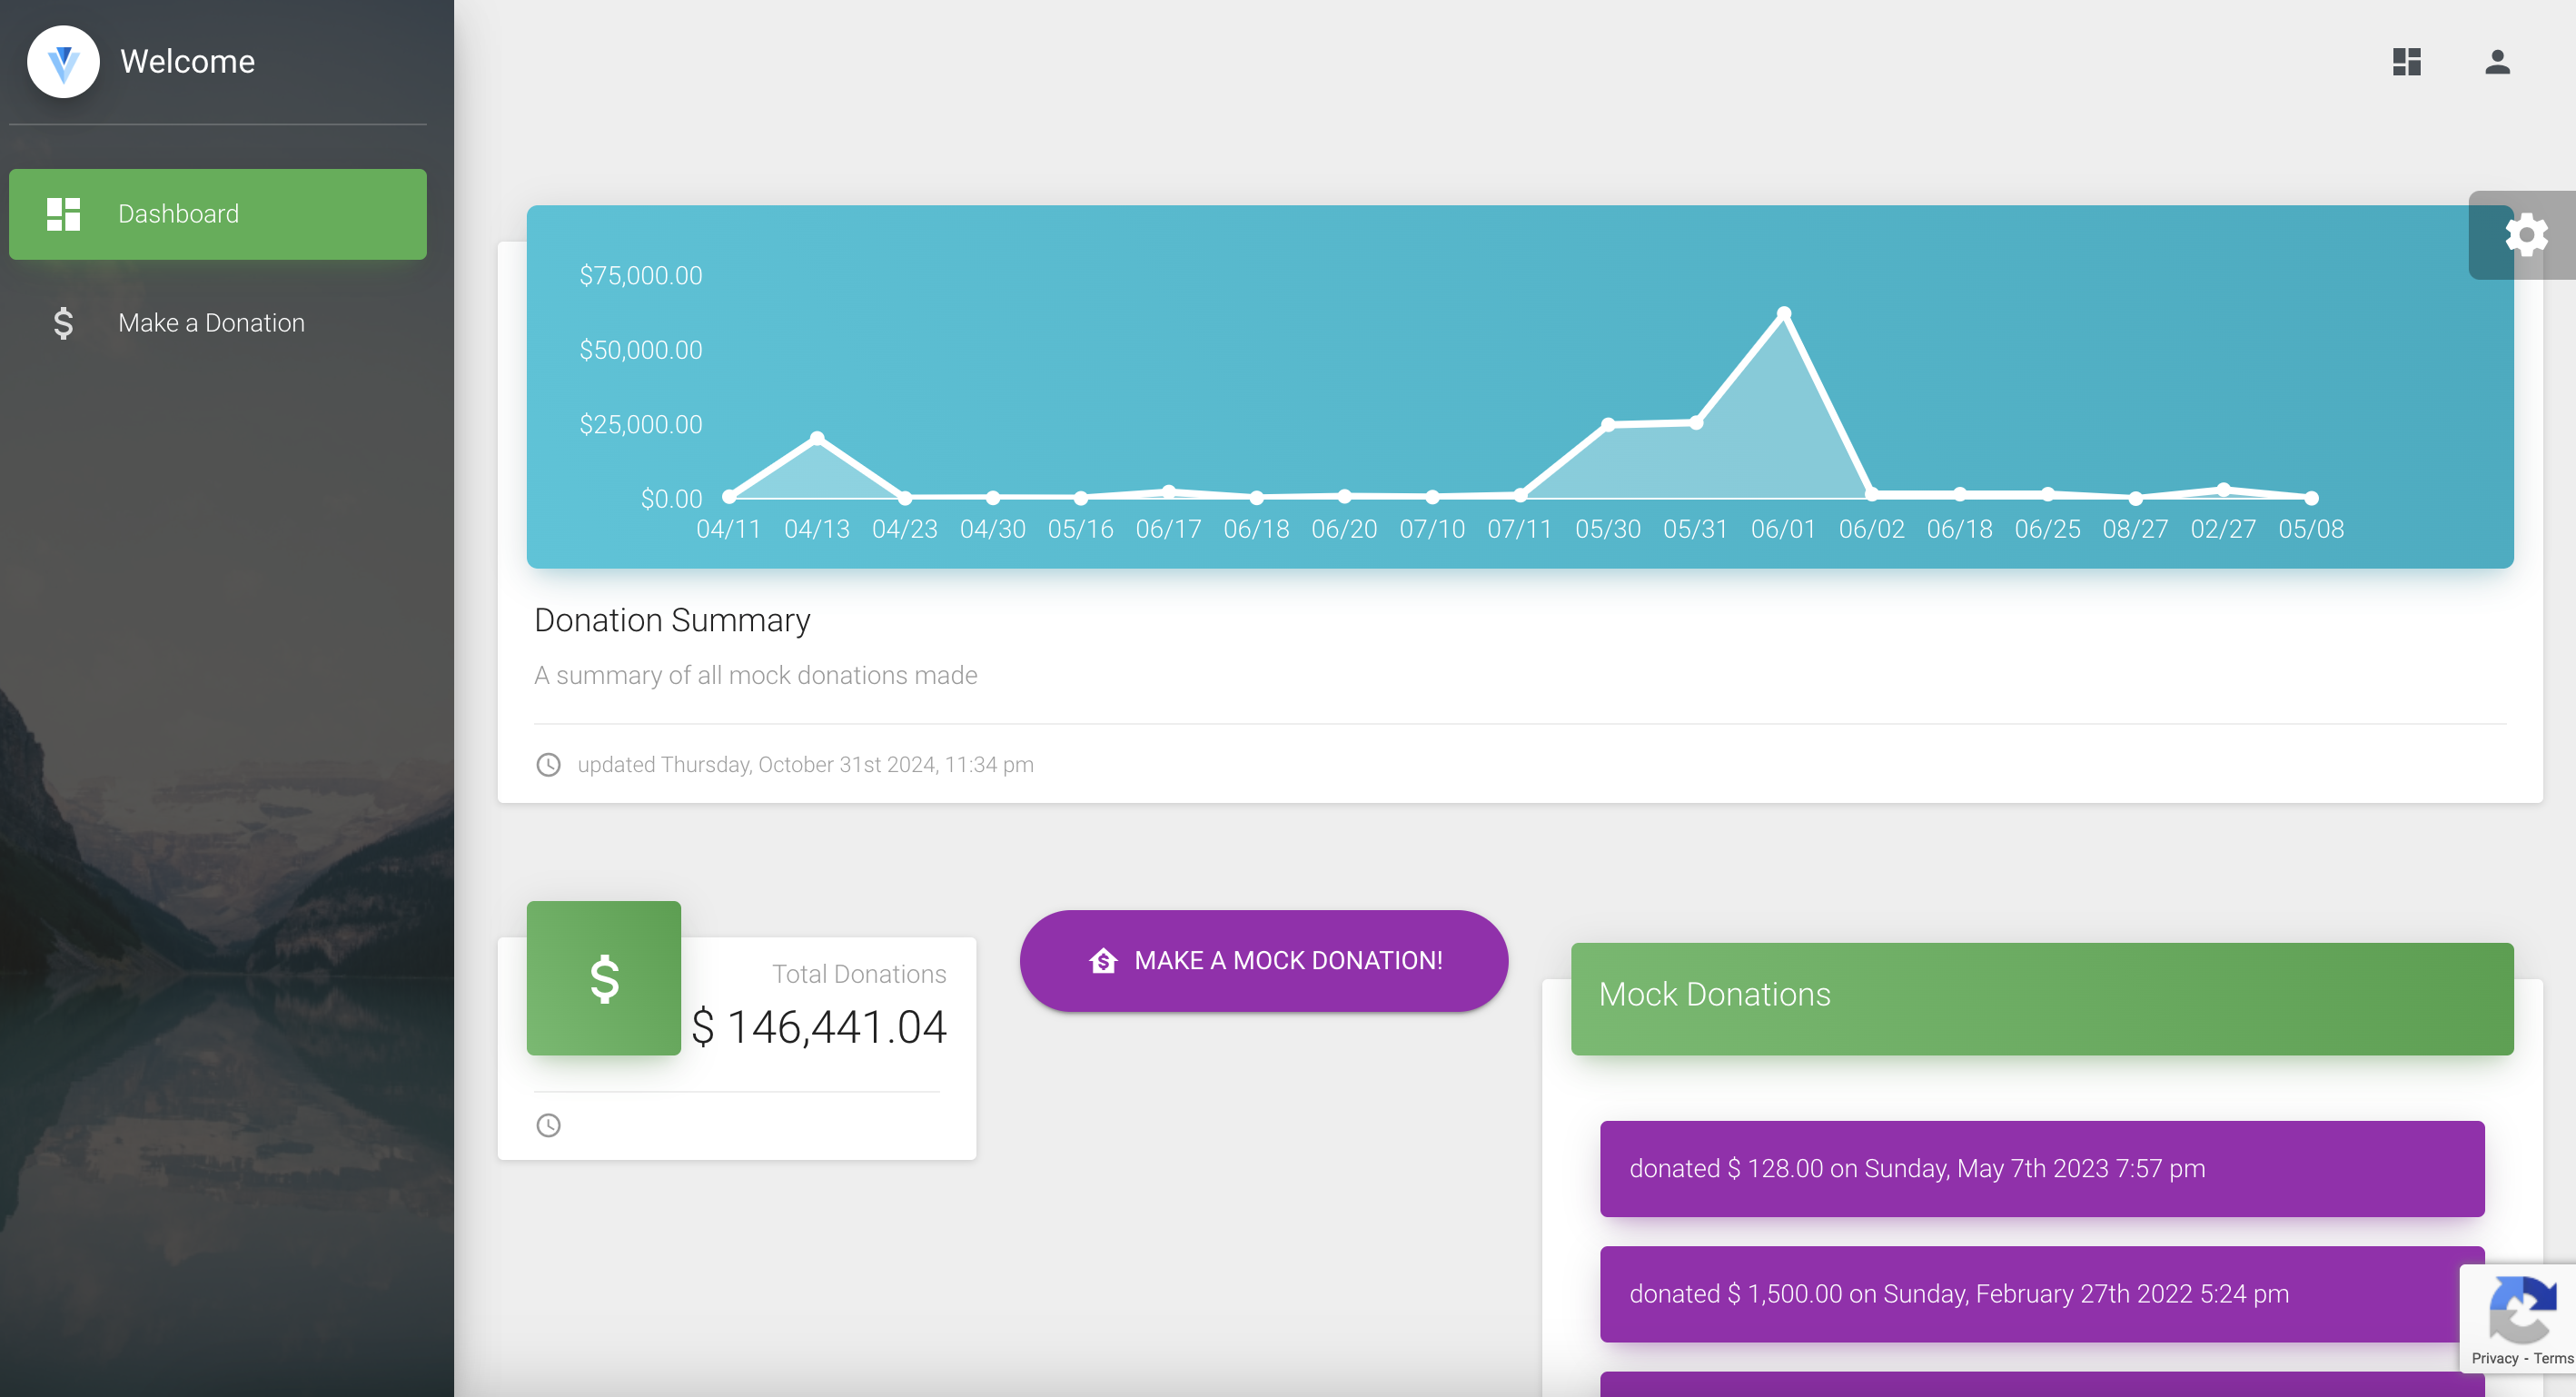 Welcome
Dashboard
Make a Donation
$75,000.00
$50,000.00
$25,000.00
$0.00
04/11 04/13 04/23 04/30 05/16 06/17 06/18 06/20 07/10 07/11 05/30 05/31 06/01 06/02 06/18 06/25 08/27 02/27 05/08
Donation Summary
A summary of all mock donations made
updated Thursday, October 31st 2024, 11:34 pm
$
Total Donations
$ 146,441.04
MAKE A MOCK DONATION!
Mock Donations
donated $ 128.00 on Sunday, May 7th 2023 7:57 pm
donated $ 1,500.00 on Sunday, February 27th 2022 5:24 pm
Privacy - Terms